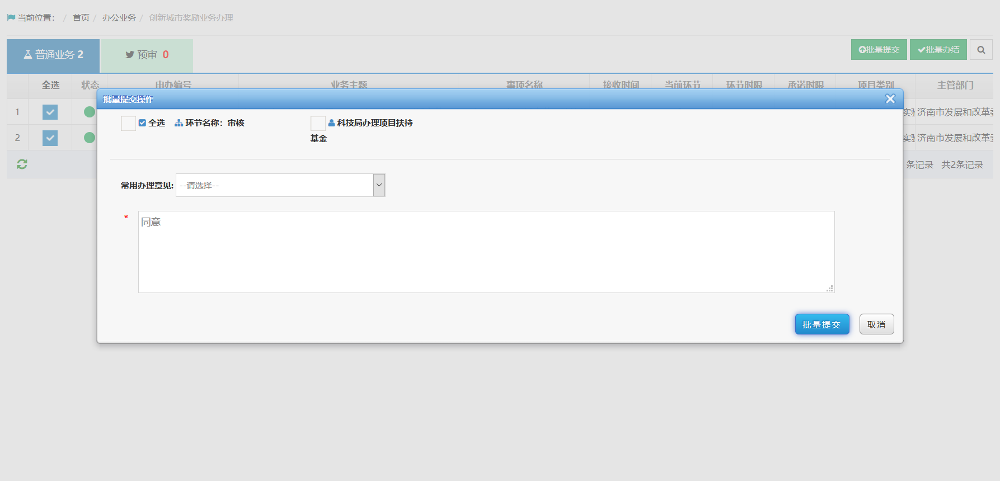 当前位置： / 首页 / 办公业务 / 创新城市奖励业务办理
普通业务 2 预审 0 批量提交 批量办结
全选 状态 申办编号 业务主题 事项名称 接收时间 当前环节 环节时限 承诺时限 项目类别 主管部门
批量提交操作
1 济南市发展和改革
2 济南市发展和改革
全选 环节名称：审核 科技局办理项目扶持
基金
条记录 共2条记录
常用办理意见: --请选择--
* 同意
批量提交 取消